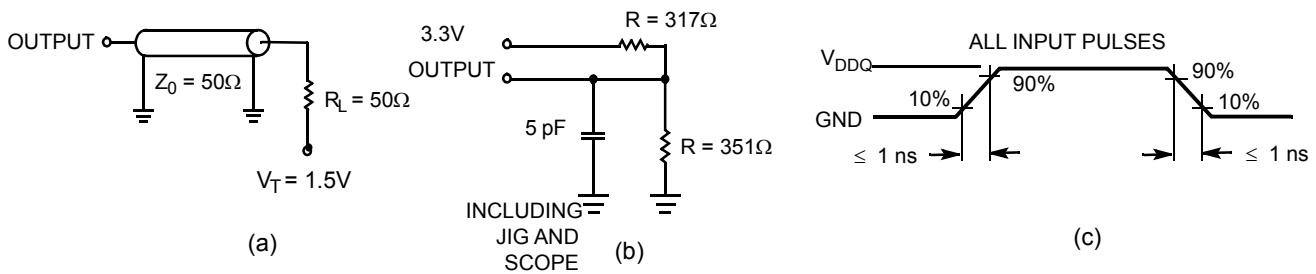 OUTPUT
Z0 = 50Ω
RL = 50Ω
VT = 1.5V
(a)
R = 317Ω
3.3V
OUTPUT
5 pF
R = 351Ω
INCLUDING
JIG AND
SCOPE
(b)
ALL INPUT PULSES
VDDQ
90%
90%
10%
10%
GND
≤ 1 ns
≤ 1 ns
(c)